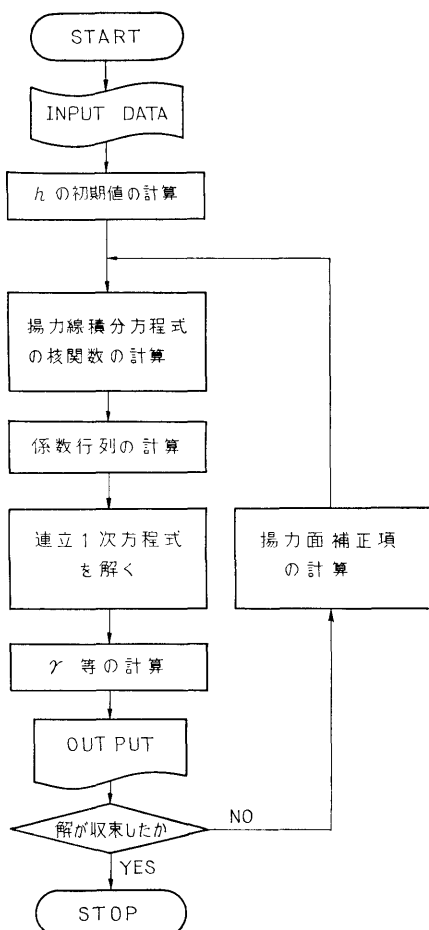 START
INPUT DATA
h の初期値の計算
揚力線積分方程式
の核関数の計算
係数行列の計算
連立1次方程式
を解く
揚力面補正項
の計算
γ 等の計算
OUTPUT
解が収束したか
NO
YES
STOP